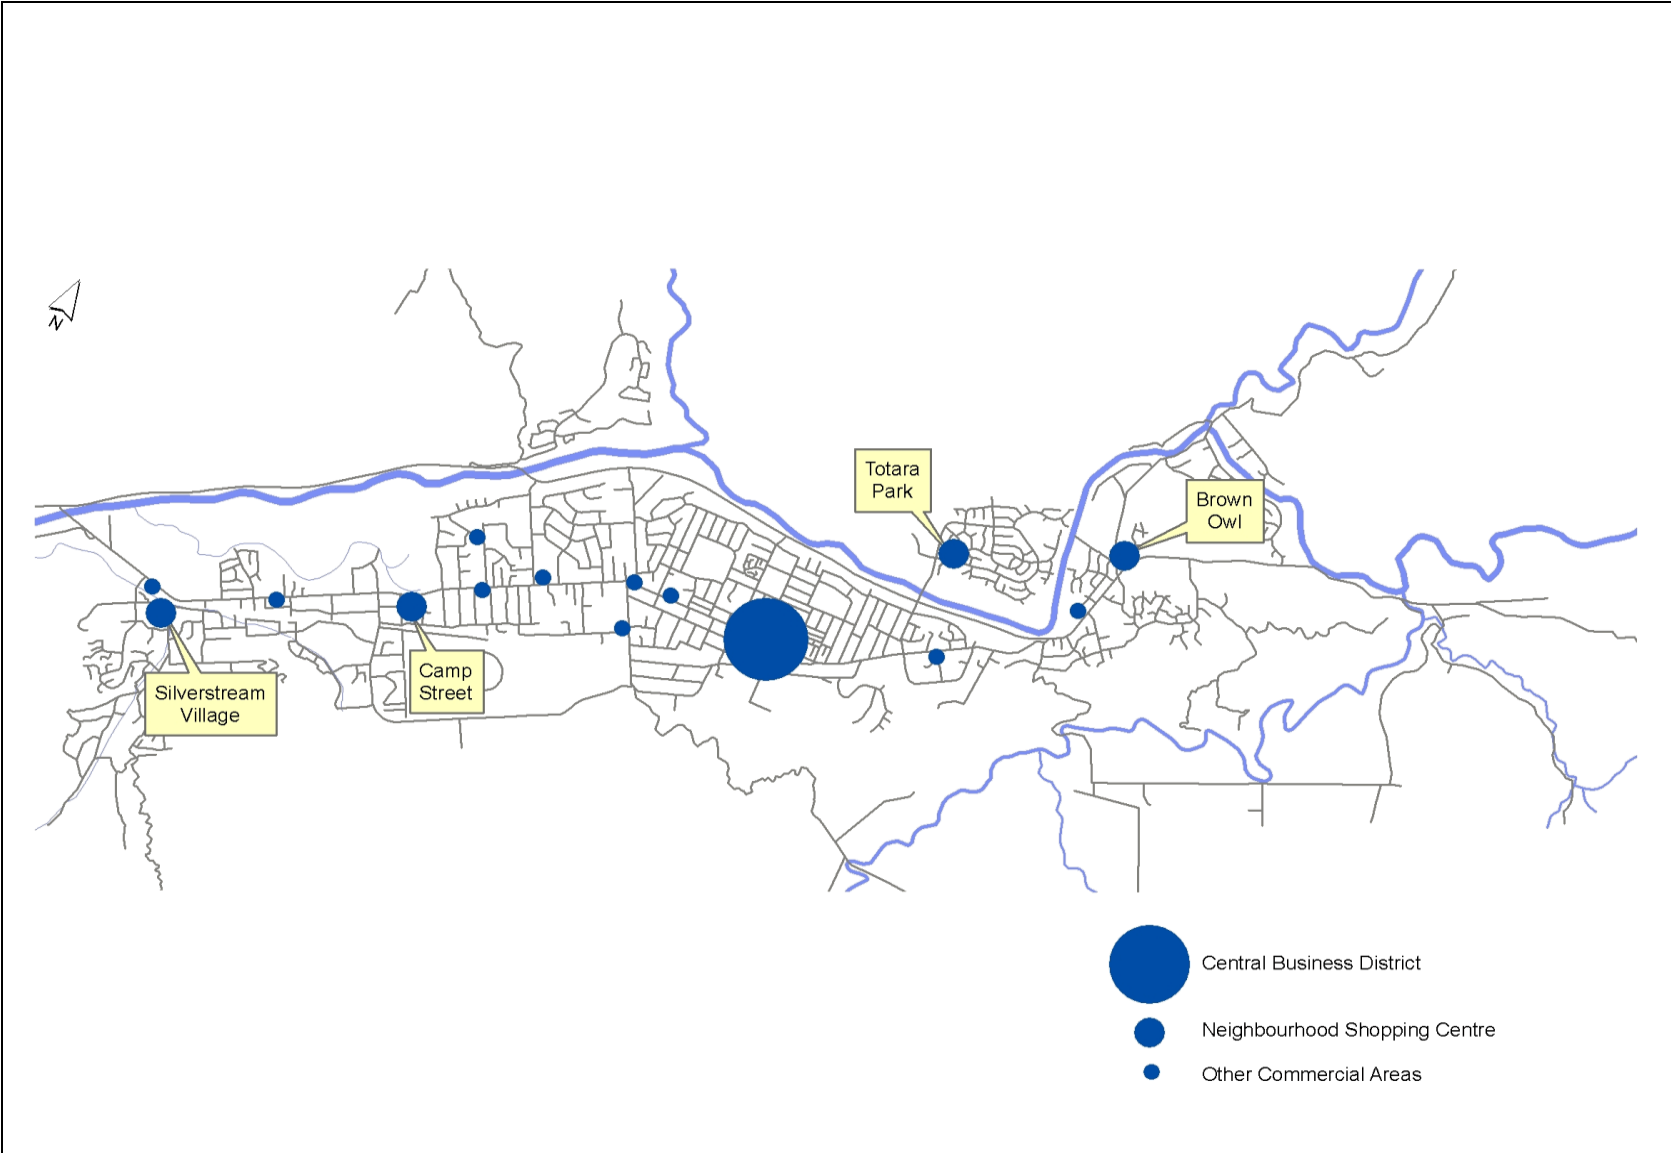 N
Totara
Park
Brown
Owl
Camp
Street
Silverstream
Village
Central Business District
Neighbourhood Shopping Centre
Other Commercial Areas